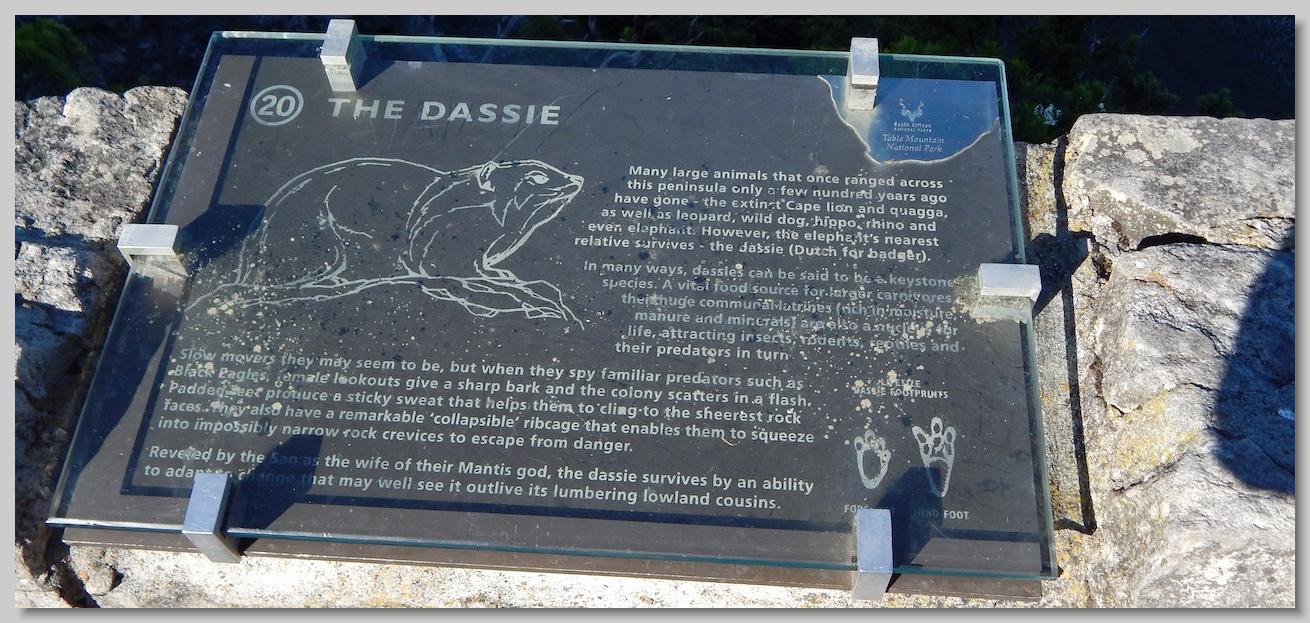 20 THE DASSIE
South African
NATIONAL PARKS
Table Mountain
National Park
Many large animals that once ranged across
this peninsula only a few hundred years ago
have gone - the extinct Cape lion and quagga,
as well as leopard, wild dog, hippo, rhino and
even elephant. However, the elephant's nearest
relative survives - the dassie (Dutch for badger).
In many ways, dassies can be said to be a keystone
species. A vital food source for larger carnivores
their huge communal latrines (rich in moisture,
manure and minerals) are also a for
life, attracting insects, rodents, reptiles and
their predators in turn.
Slow movers they may seem to be, but when they spy familiar predators such as
Black Eagles, female lookouts give a sharp bark and the colony scatters in a flash.
Padded feet produce a sticky sweat that helps them to cling to the sheerest rock
faces. They also have a remarkable 'collapsible' ribcage that enables them to squeeze
into impossibly narrow rock crevices to escape from danger.
Revered by the San as the wife of their Mantis god, the dassie survives by an ability
to adapt to change that may well see it outlive its lumbering lowland cousins.
DASSIE FOOTPRINTS
HIND FOOT